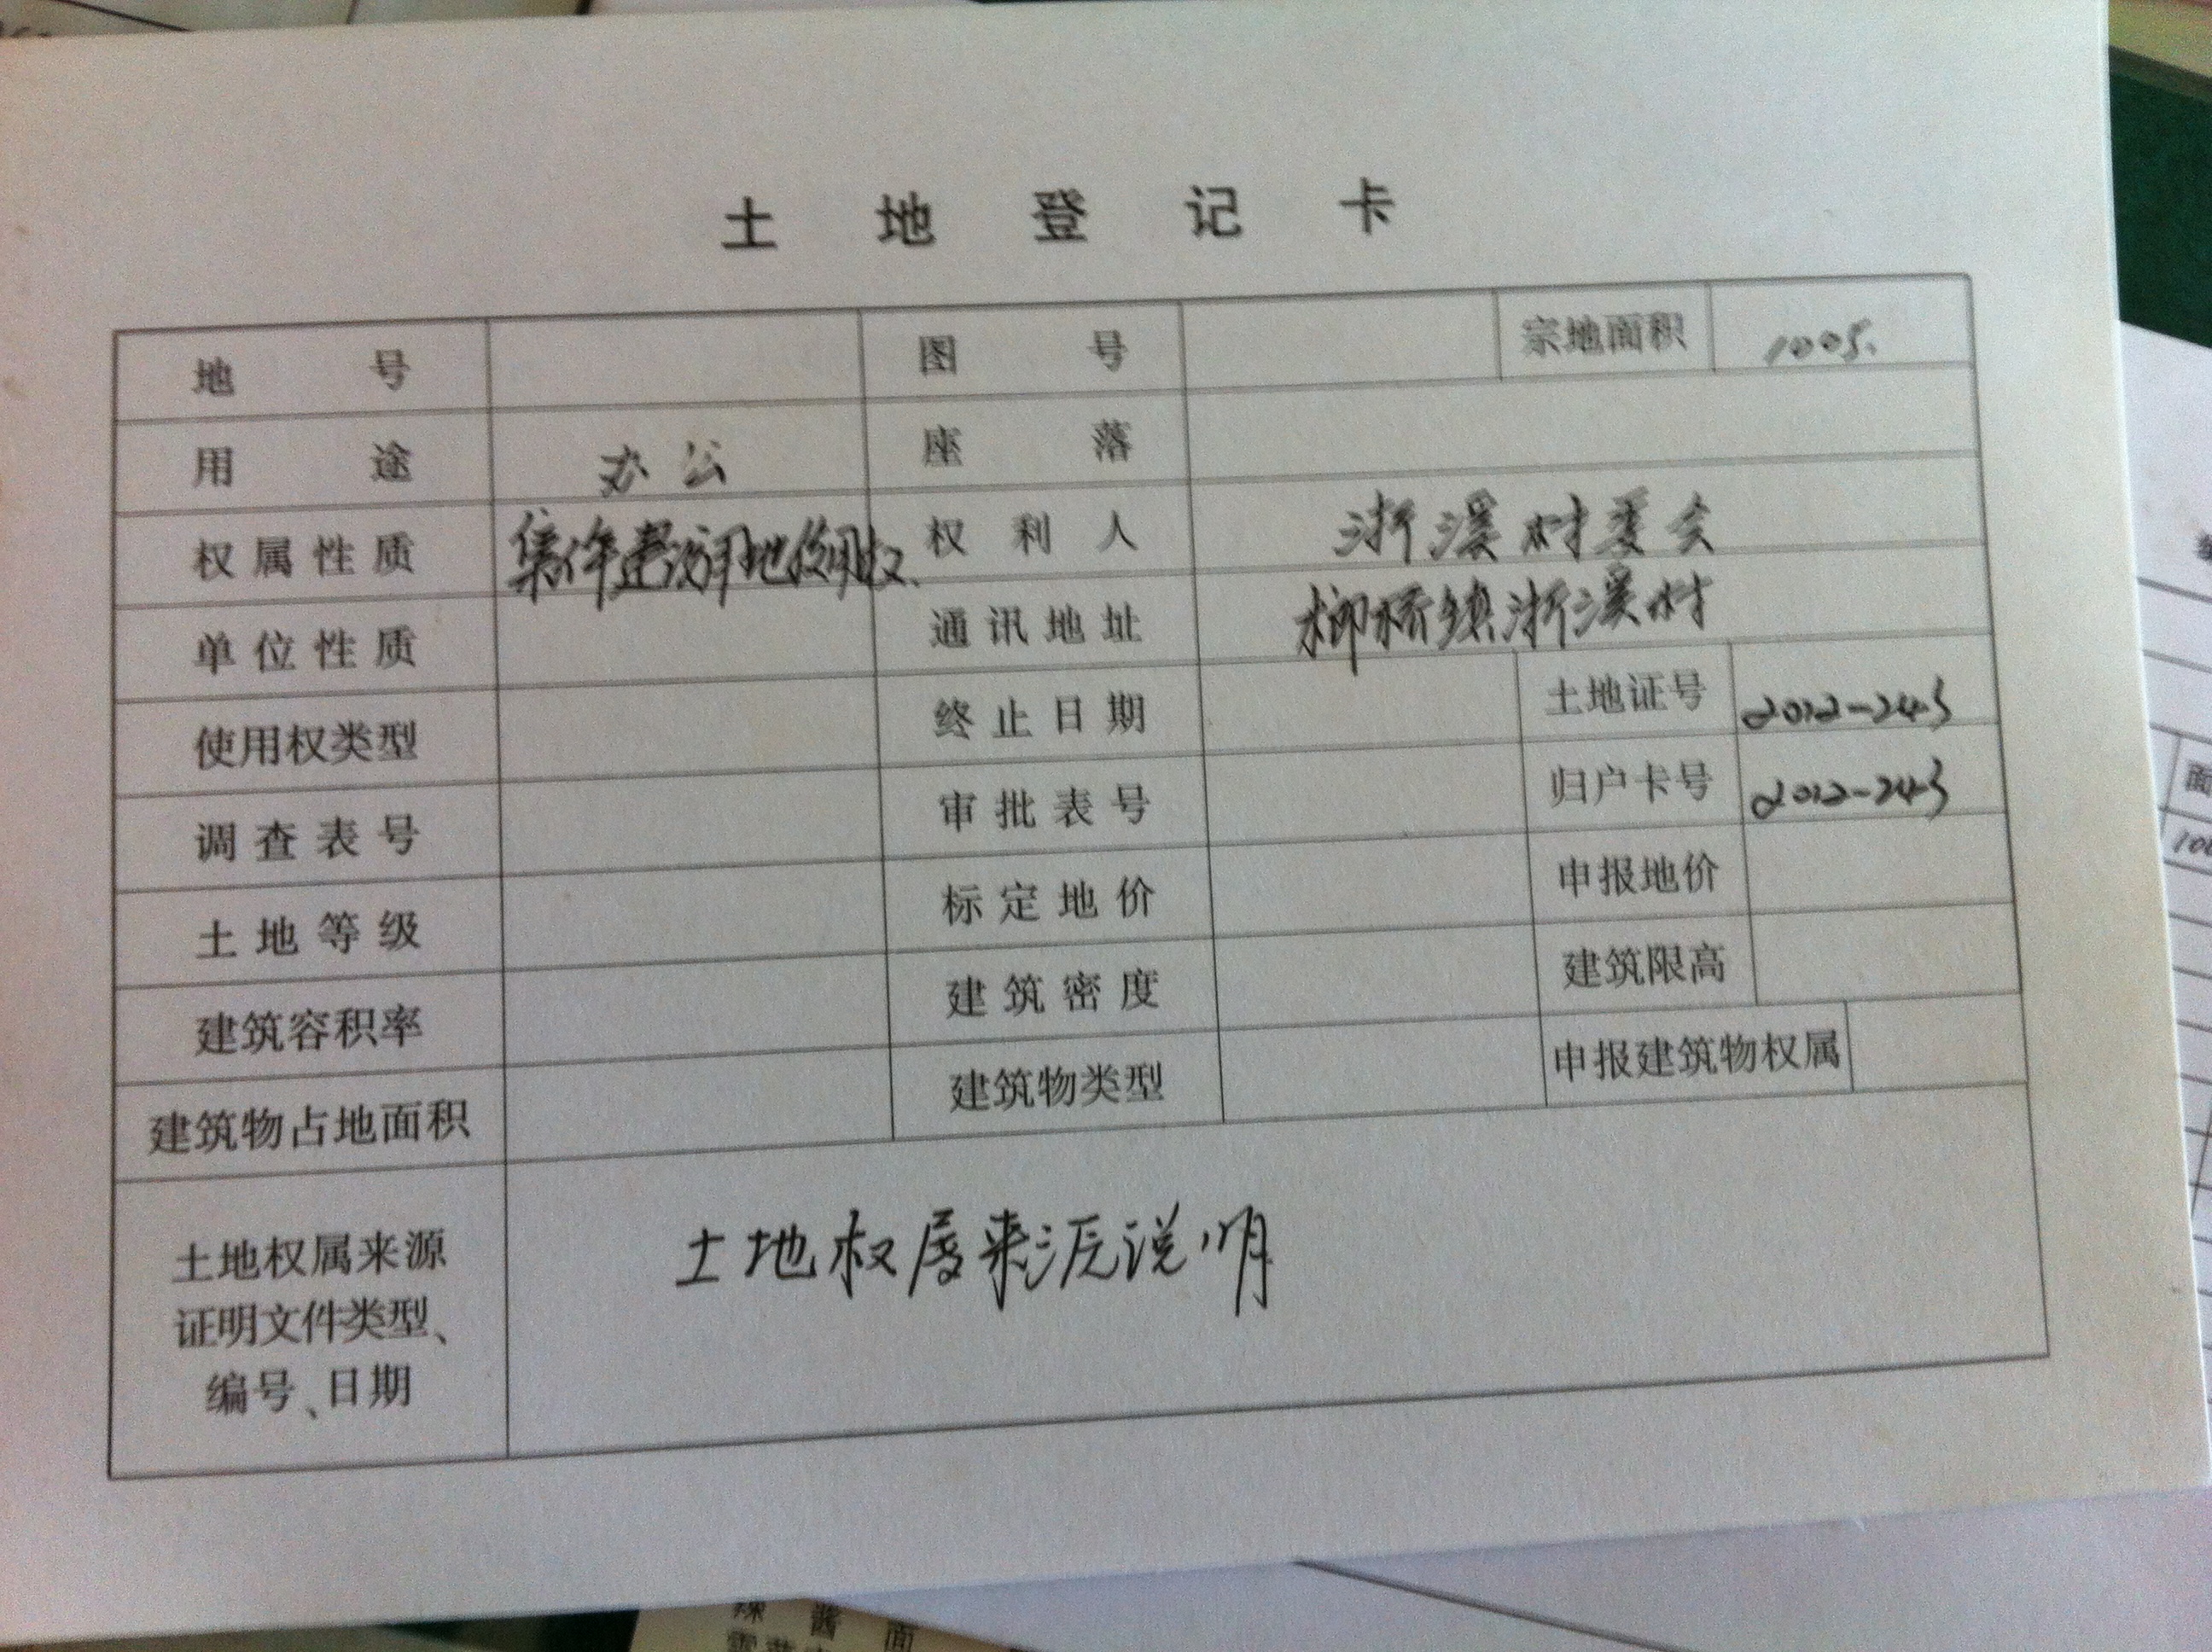 土地登记卡
地号 图号 宗地面积 1005.
用途 办公 座落
权属性质 集体建设用地使用权 权利人 浙溪村委会
单位性质 通讯地址 榔桥镇浙溪村
使用权类型 终止日期 土地证号 2012-243
调查表号 审批表号 归户卡号 2012-243
土地等级 标定地价 申报地价
建筑容积率 建筑密度 建筑限高
建筑物占地面积 建筑物类型 申报建筑物权属
土地权属来源
证明文件类型、
编号、日期
土地权属来源说明
面
酱 面